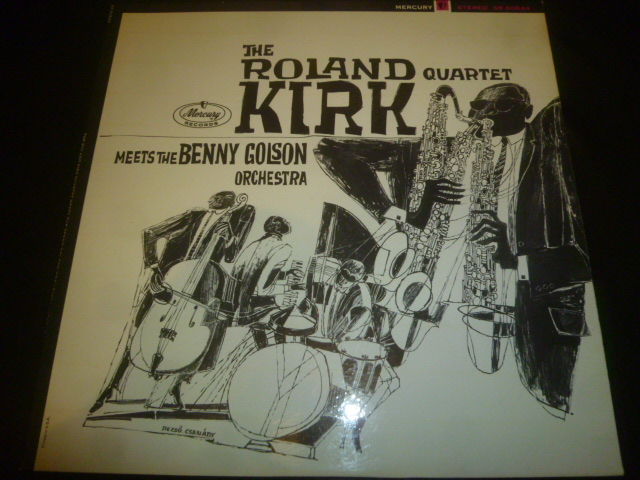 MERCURY
STEREO
THE
ROLAND QUARTET
KIRK
Mercury
RECORDS
MEETS THE BENNY GOLSON
ORCHESTRA